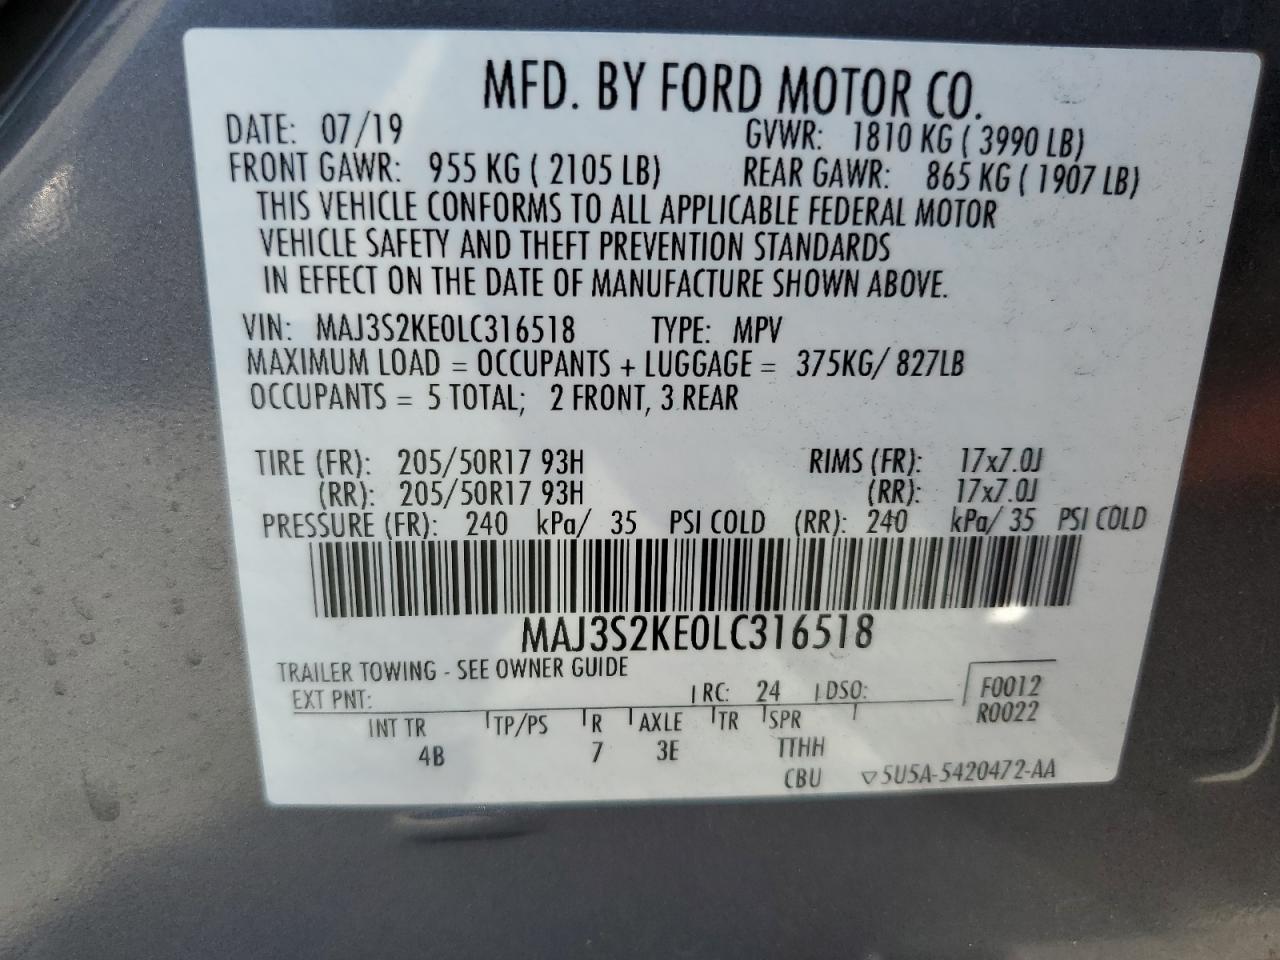 MFD. BY FORD MOTOR CO.
DATE: 07/19 GVWR: 1810 KG ( 3990 LB)
FRONT GAWR: 955 KG ( 2105 LB) REAR GAWR: 865 KG ( 1907 LB)
THIS VEHICLE CONFORMS TO ALL APPLICABLE FEDERAL MOTOR
VEHICLE SAFETY AND THEFT PREVENTION STANDARDS
IN EFFECT ON THE DATE OF MANUFACTURE SHOWN ABOVE.
VIN: MAJ3S2KE0LC316518 TYPE: MPV
MAXIMUM LOAD = OCCUPANTS + LUGGAGE = 375KG/ 827LB
OCCUPANTS = 5 TOTAL; 2 FRONT, 3 REAR
TIRE (FR): 205/50R17 93H RIMS (FR): 17x7.0J
(RR): 205/50R17 93H (RR): 17x7.0J
PRESSURE (FR): 240 kPa/ 35 PSI COLD (RR): 240 kPa/ 35 PSI COLD
MAJ3S2KE0LC316518
TRAILER TOWING - SEE OWNER GUIDE
EXT PNT: RC: 24 DSO: F0012
R0022
INT TR TP/PS R AXLE TR SPR
4B 7 3E TTHH
CBU ▽5U5A-5420472-AA